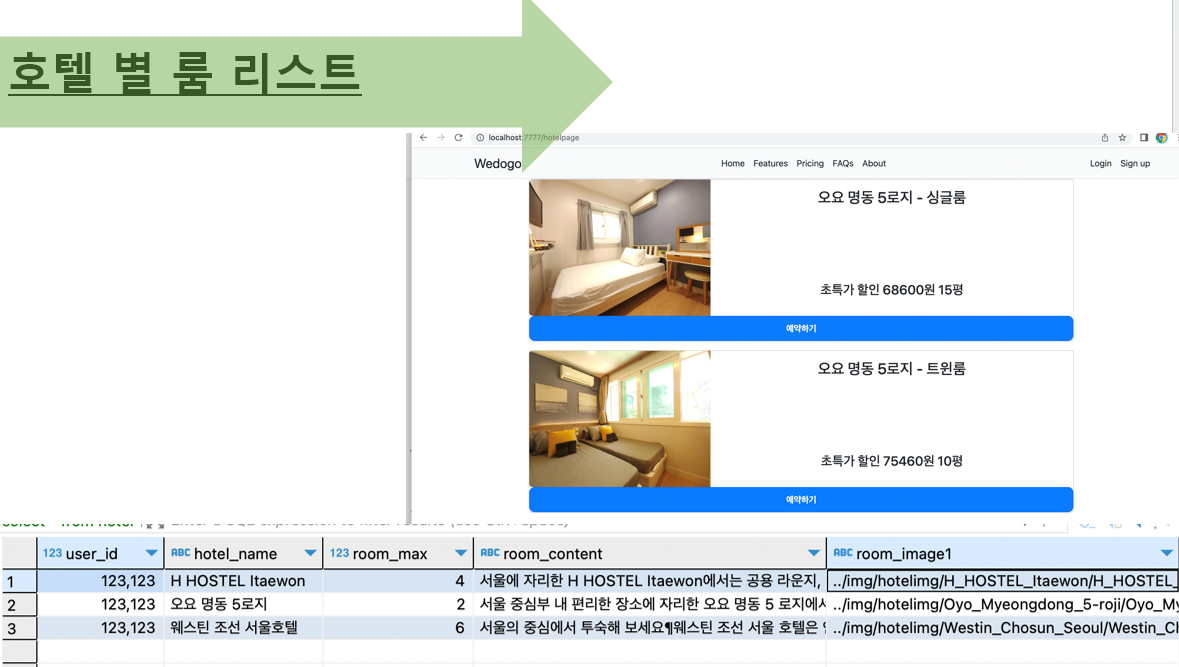 호텔 별 룸 리스트
localhost:7777/hotelpage
Wedogo
Home Features Pricing FAQs About
Login Sign up
오요 명동 5로지 - 싱글룸
초특가 할인 68600원 15평
예약하기
오요 명동 5로지 - 트윈룸
초특가 할인 75460원 10평
예약하기
123 user_id ABC hotel_name 123 room_max ABC room_content ABC room_image1
1 123,123 H HOSTEL Itaewon 4 서울에 자리한 H HOSTEL Itaewon에서는 공용 라운지, ../img/hotelimg/H_HOSTEL_Itaewon/H_HOSTEL_
2 123,123 오요 명동 5로지 2 서울 중심부 내 편리한 장소에 자리한 오요 명동 5 로지에서 ../img/hotelimg/Oyo_Myeongdong_5-roji/Oyo_My
3 123,123 웨스틴 조선 서울호텔 6 서울의 중심에서 투숙해 보세요¶웨스틴 조선 서울 호텔은 ../img/hotelimg/Westin_Chosun_Seoul/Westin_Ch